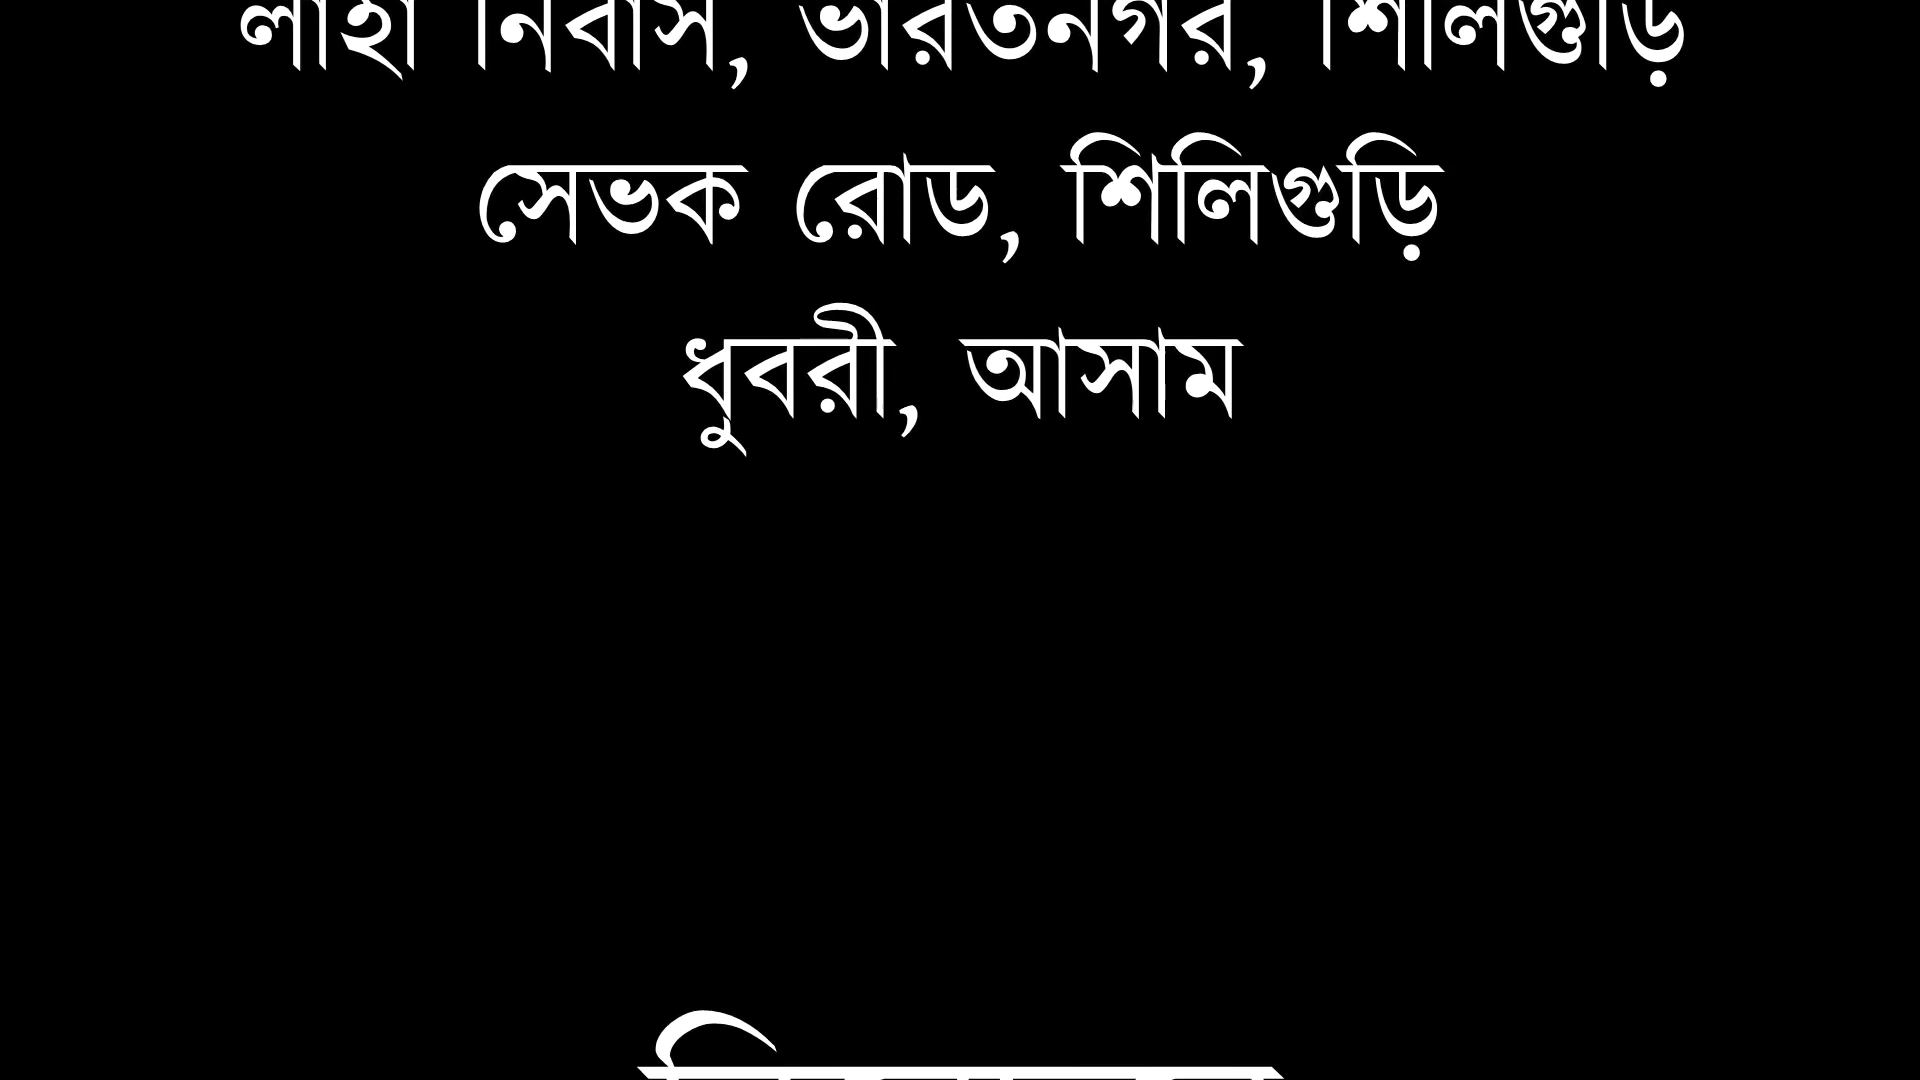 লাহা নিবাস, ভারতনগর, শিলিগুড়ি
সেভক রোড, শিলিগুড়ি
ধুবরী, আসাম